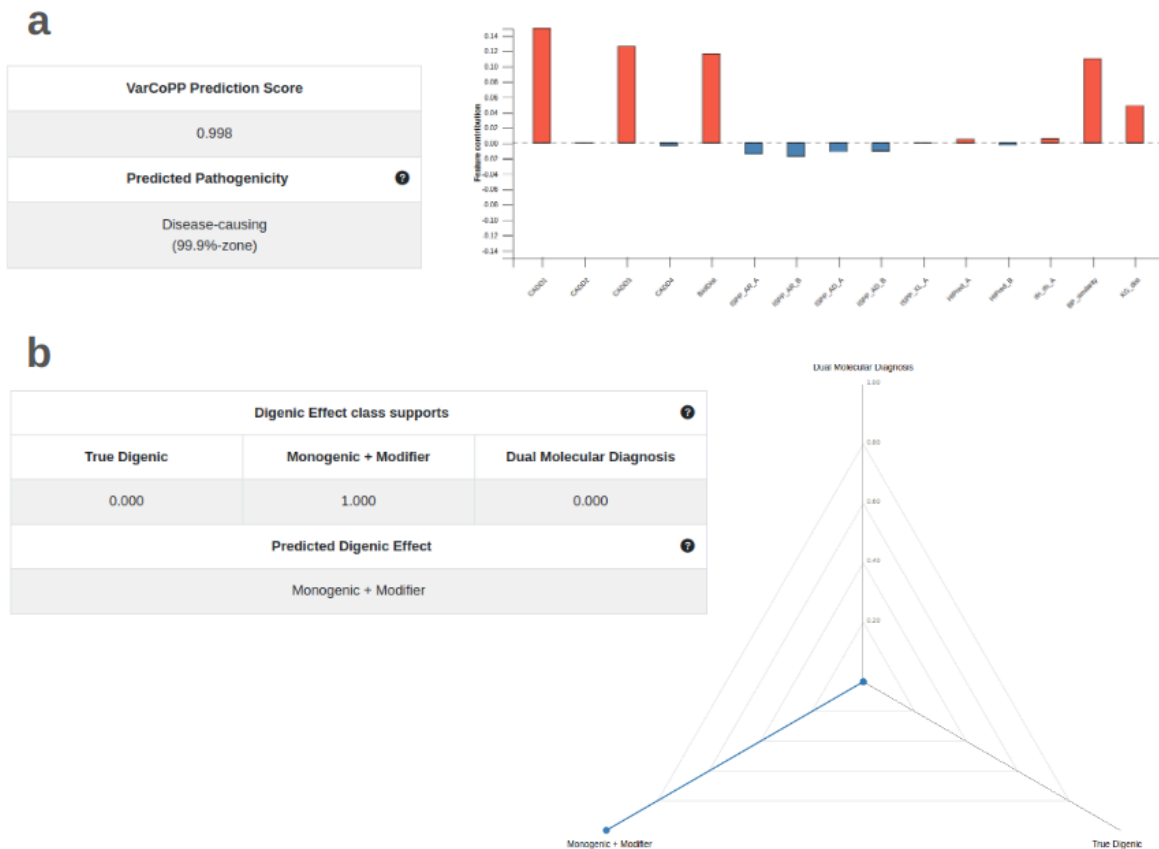 a
VarCoPP Prediction Score
0.998
Predicted Pathogenicity ?
Disease-causing
(99.9%-zone)
Feature contribution
0.14
0.12
0.10
0.08
0.06
0.04
0.02
0.00
-0.02
-0.04
-0.06
-0.08
-0.10
-0.12
-0.14
CADD1
CADD2
CADD3
CADD4
ISPP_AR_A
ISPP_AR_B
ISPP_AD_A
ISPP_AD_B
ISPP_XL_A
HIPred_A
HIPred_B
dn_ds_A
BP_similarity
KG_dist
b
Digenic Effect class supports ?
True Digenic Monogenic + Modifier Dual Molecular Diagnosis
0.000 1.000 0.000
Predicted Digenic Effect ?
Monogenic + Modifier
Dual Molecular Diagnosis
1.00
0.80
0.60
0.40
0.20
Monogenic + Modifier
True Digenic